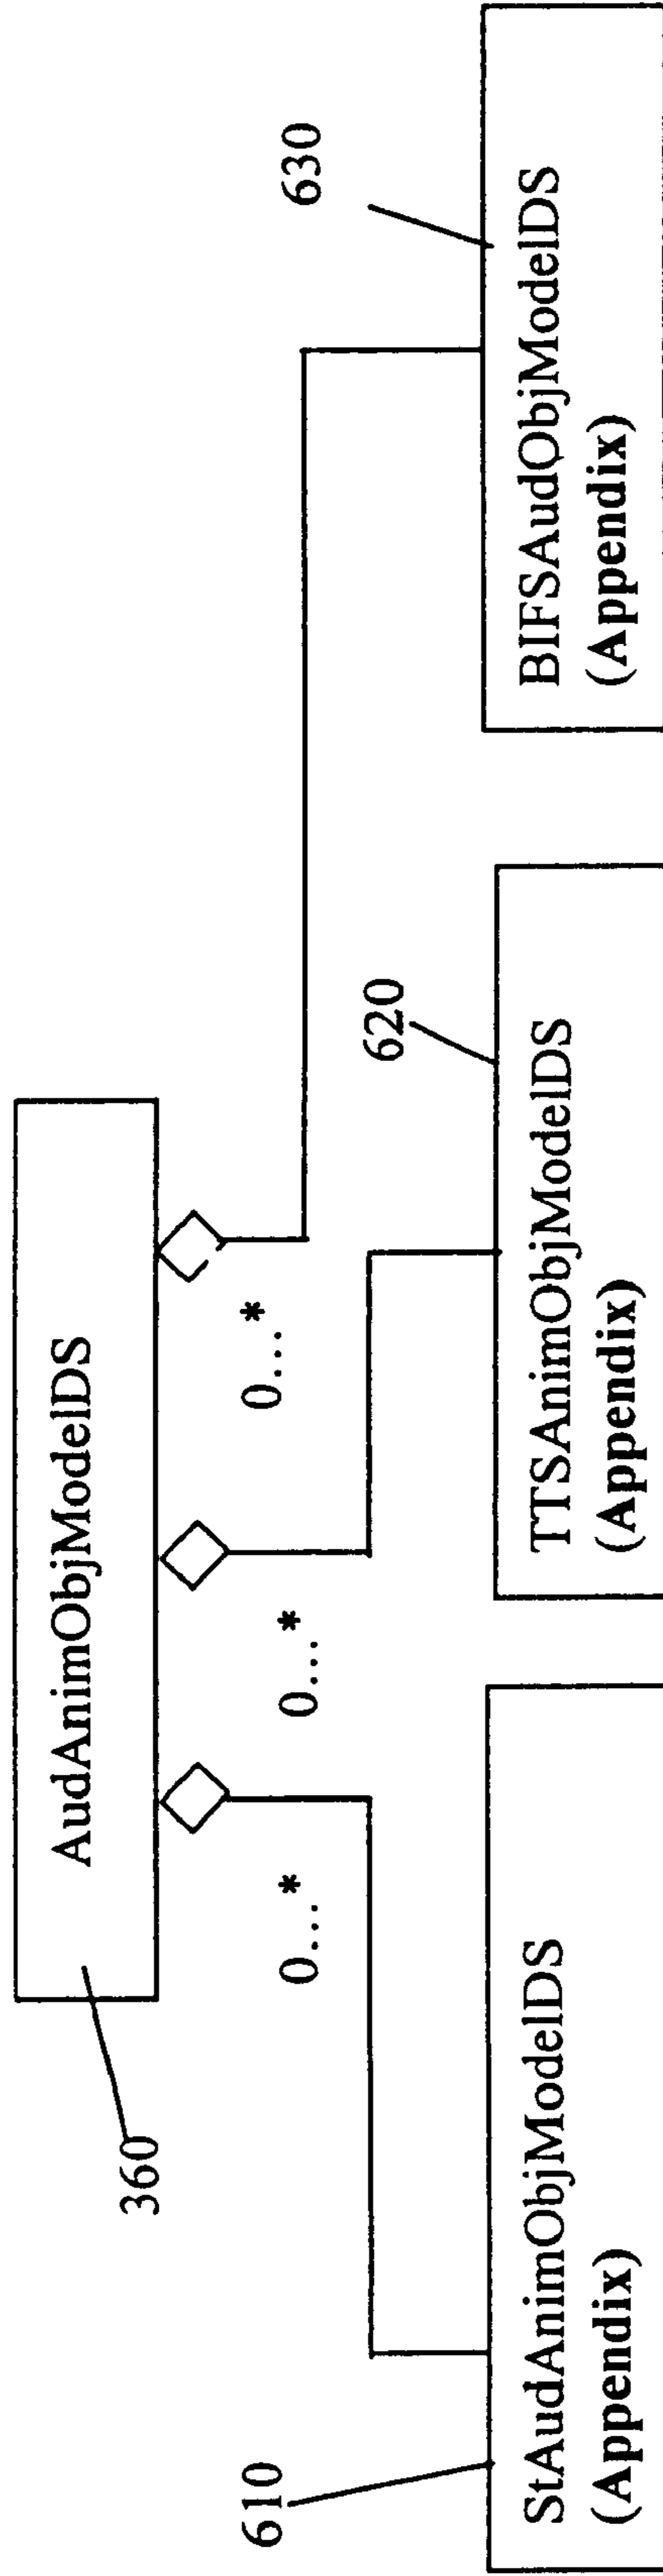 360
AudAnimObjModelDS
0...*
0...*
0...*
610
620
630
StAudAnimObjModelDS
(Appendix)
TTSAnimObjModelDS
(Appendix)
BIFSAudObjModelDS
(Appendix)